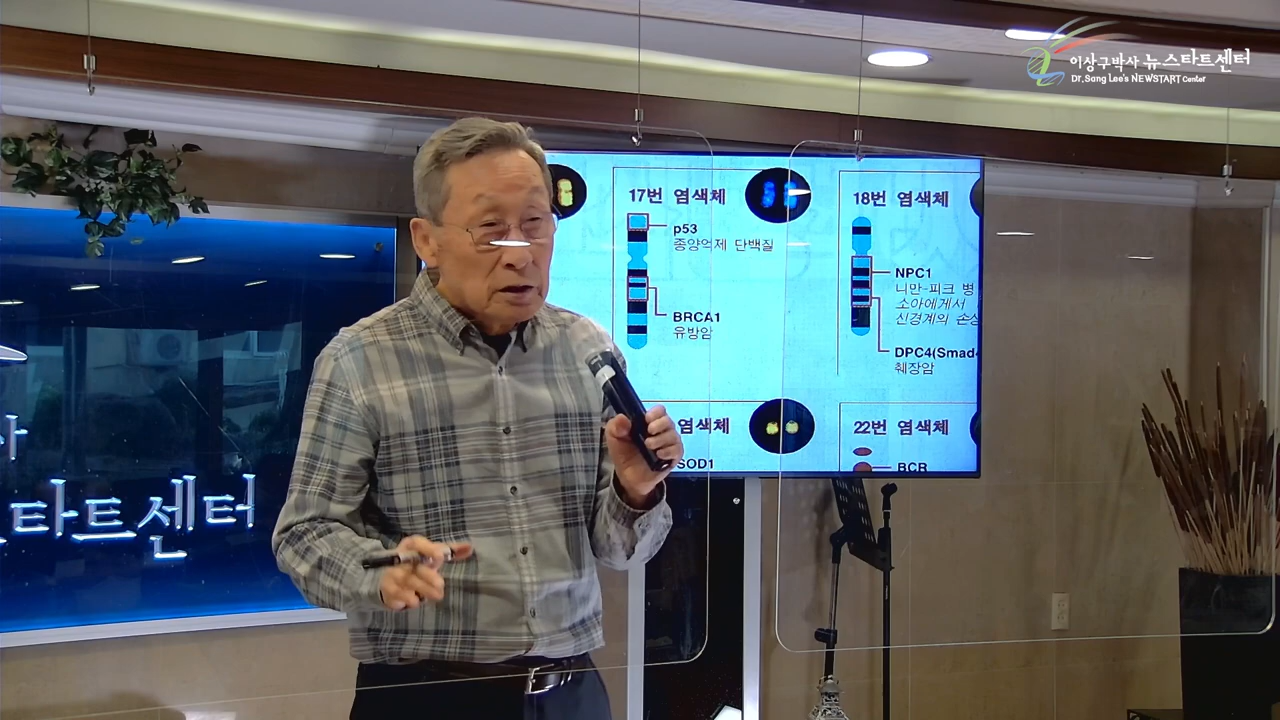 이상구박사 뉴스타트센터
Dr.Sang Lee's NEWSTART Center
17번 염색체
p53
종양억제 단백질
BRCA1
유방암
18번 염색체
NPC1
니만-피크 병
소아에게서
신경계의 손상
DPC4(Smad4
췌장암
염색체
SOD1
22번 염색체
BCR
스타트센터